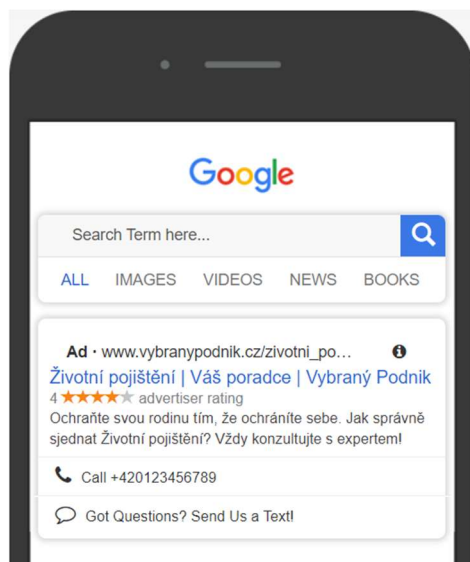 Google
Search Term here...
ALL IMAGES VIDEOS NEWS BOOKS
Ad · www.vybranypodnik.cz/zivotni_po...
Životní pojištění | Váš poradce | Vybraný Podnik
4 ★★★★★ advertiser rating
Ochraňte svou rodinu tím, že ochráníte sebe. Jak správně
sjednat Životní pojištění? Vždy konzultujte s expertem!
Call +420123456789
Got Questions? Send Us a Text!